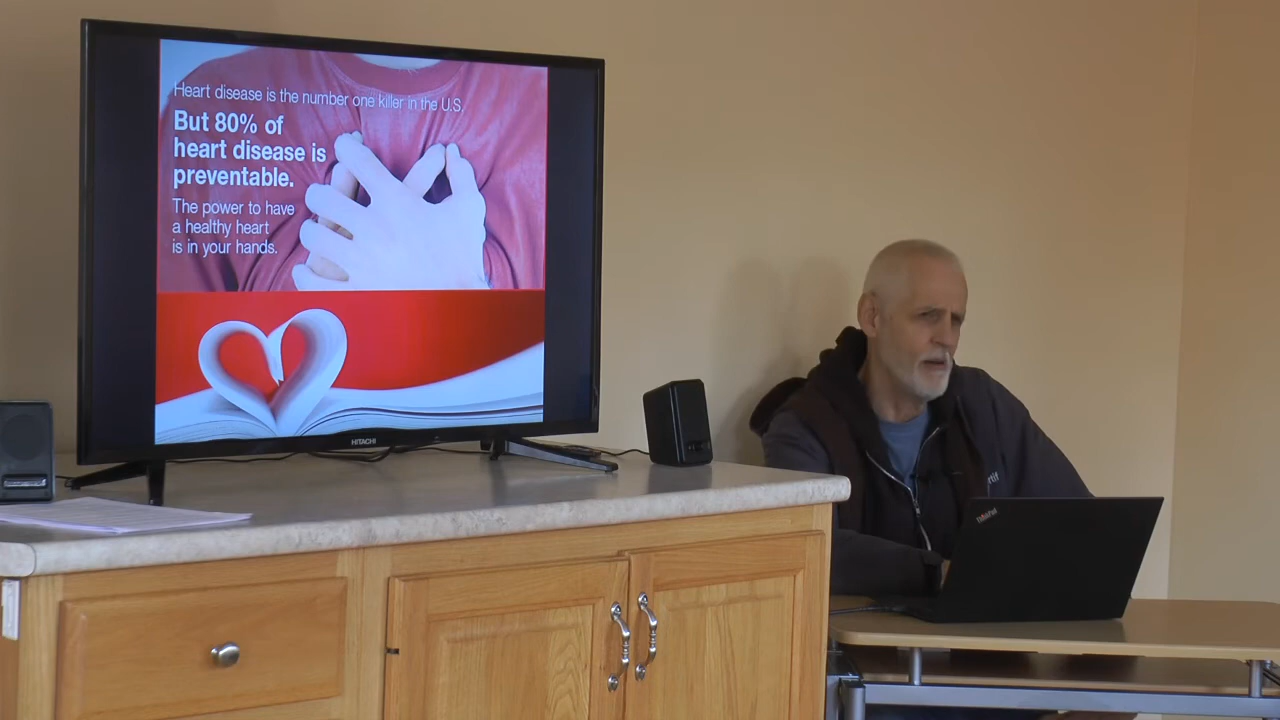 Heart disease is the number one killer in the U.S.
But 80% of
heart disease is
preventable.
The power to have
a healthy heart
is in your hands.
HITACHI
ThinkPad